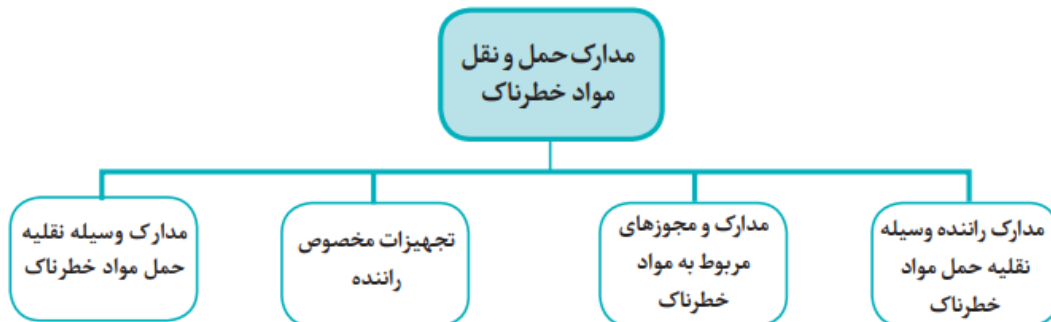 مدارک حمل و نقل
مواد خطرناک
مدارک راننده وسیله
نقلیه حمل مواد
خطرناک
مدارک و مجوزهای
مربوط به مواد
خطرناک
تجهیزات مخصوص
راننده
مدارک وسیله نقلیه
حمل مواد خطرناک